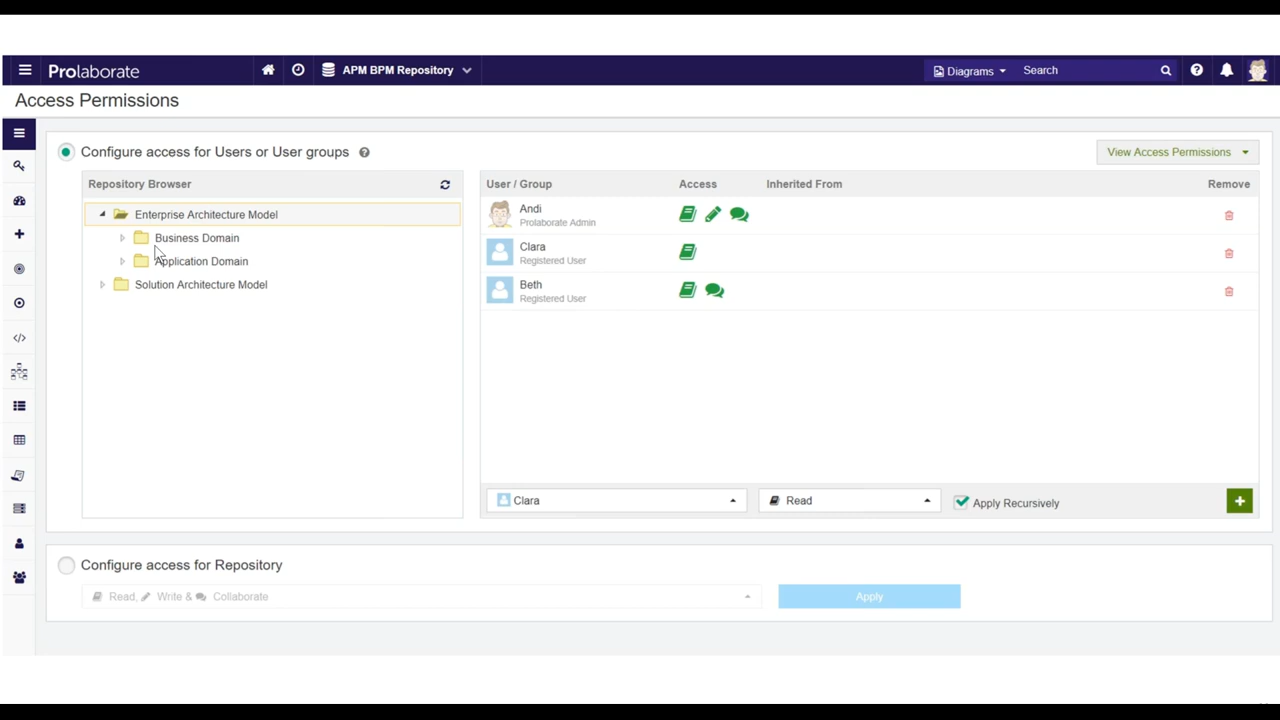 Prolaborate
APM BPM Repository
Diagrams
Search
Access Permissions
Configure access for Users or User groups
View Access Permissions
Repository Browser
Enterprise Architecture Model
Business Domain
Application Domain
Solution Architecture Model
User / Group Access Inherited From Remove
Andi
Prolaborate Admin
Clara
Registered User
Beth
Registered User
Clara
Read
Apply Recursively
Configure access for Repository
Read, Write & Collaborate
Apply